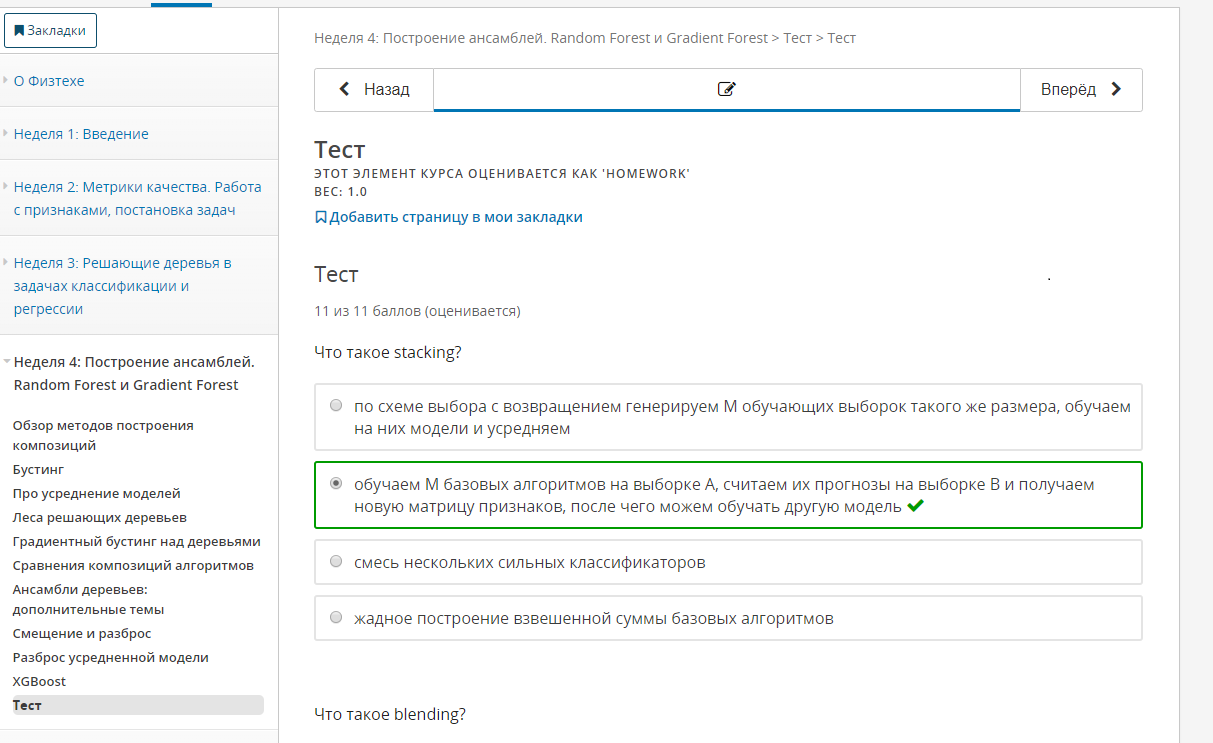 Закладки
О Физтехе
Неделя 1: Введение
Неделя 2: Метрики качества. Работа
с признаками, постановка задач
Неделя 3: Решающие деревья в
задачах классификации и
регрессии
Неделя 4: Построение ансамблей.
Random Forest и Gradient Forest
Обзор методов построения
композиций
Бустинг
Про усреднение моделей
Леса решающих деревьев
Градиентный бустинг над деревьями
Сравнения композиций алгоритмов
Ансамбли деревьев:
дополнительные темы
Смещение и разброс
Разброс усредненной модели
XGBoost
Тест
Неделя 4: Построение ансамблей. Random Forest и Gradient Forest > Тест > Тест
Назад
Вперёд
Тест
ЭТОТ ЭЛЕМЕНТ КУРСА ОЦЕНИВАЕТСЯ КАК 'HOMEWORK'
ВЕС: 1.0
Добавить страницу в мои закладки
Тест
.
11 из 11 баллов (оценивается)
Что такое stacking?
по схеме выбора с возвращением генерируем М обучающих выборок такого же размера, обучаем
на них модели и усредняем
обучаем М базовых алгоритмов на выборке А, считаем их прогнозы на выборке В и получаем
новую матрицу признаков, после чего можем обучать другую модель
смесь нескольких сильных классификаторов
жадное построение взвешенной суммы базовых алгоритмов
Что такое blending?